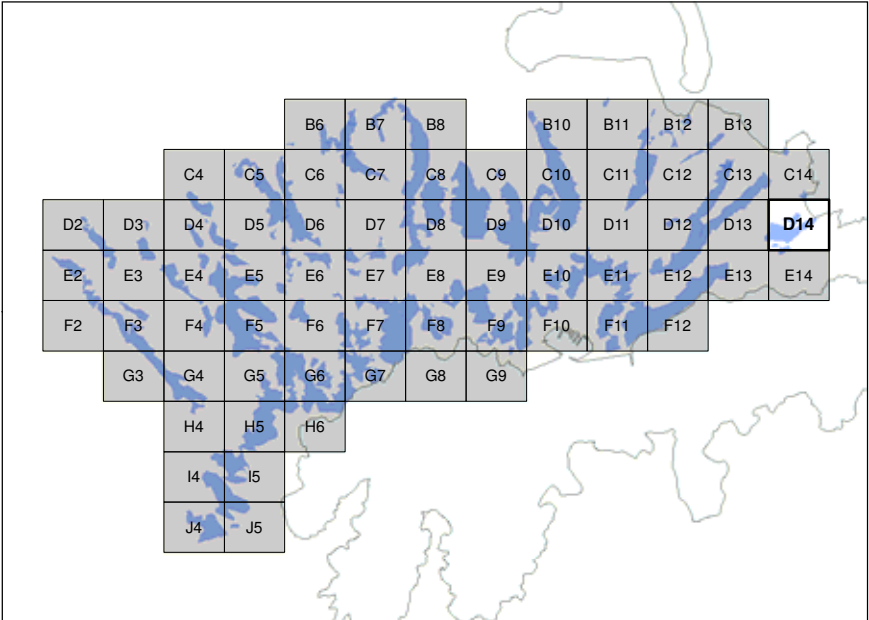 B6 B7 B8 B10 B11 B12 B13
C4 C5 C6 C7 C8 C9 C10 C11 C12 C13 C14
D2 D3 D4 D5 D6 D7 D8 D9 D10 D11 D12 D13 D14
E2 E3 E4 E5 E6 E7 E8 E9 E10 E11 E12 E13 E14
F2 F3 F4 F5 F6 F7 F8 F9 F10 F11 F12
G3 G4 G5 G6 G7 G8 G9
H4 H5 H6
I4 I5
J4 J5